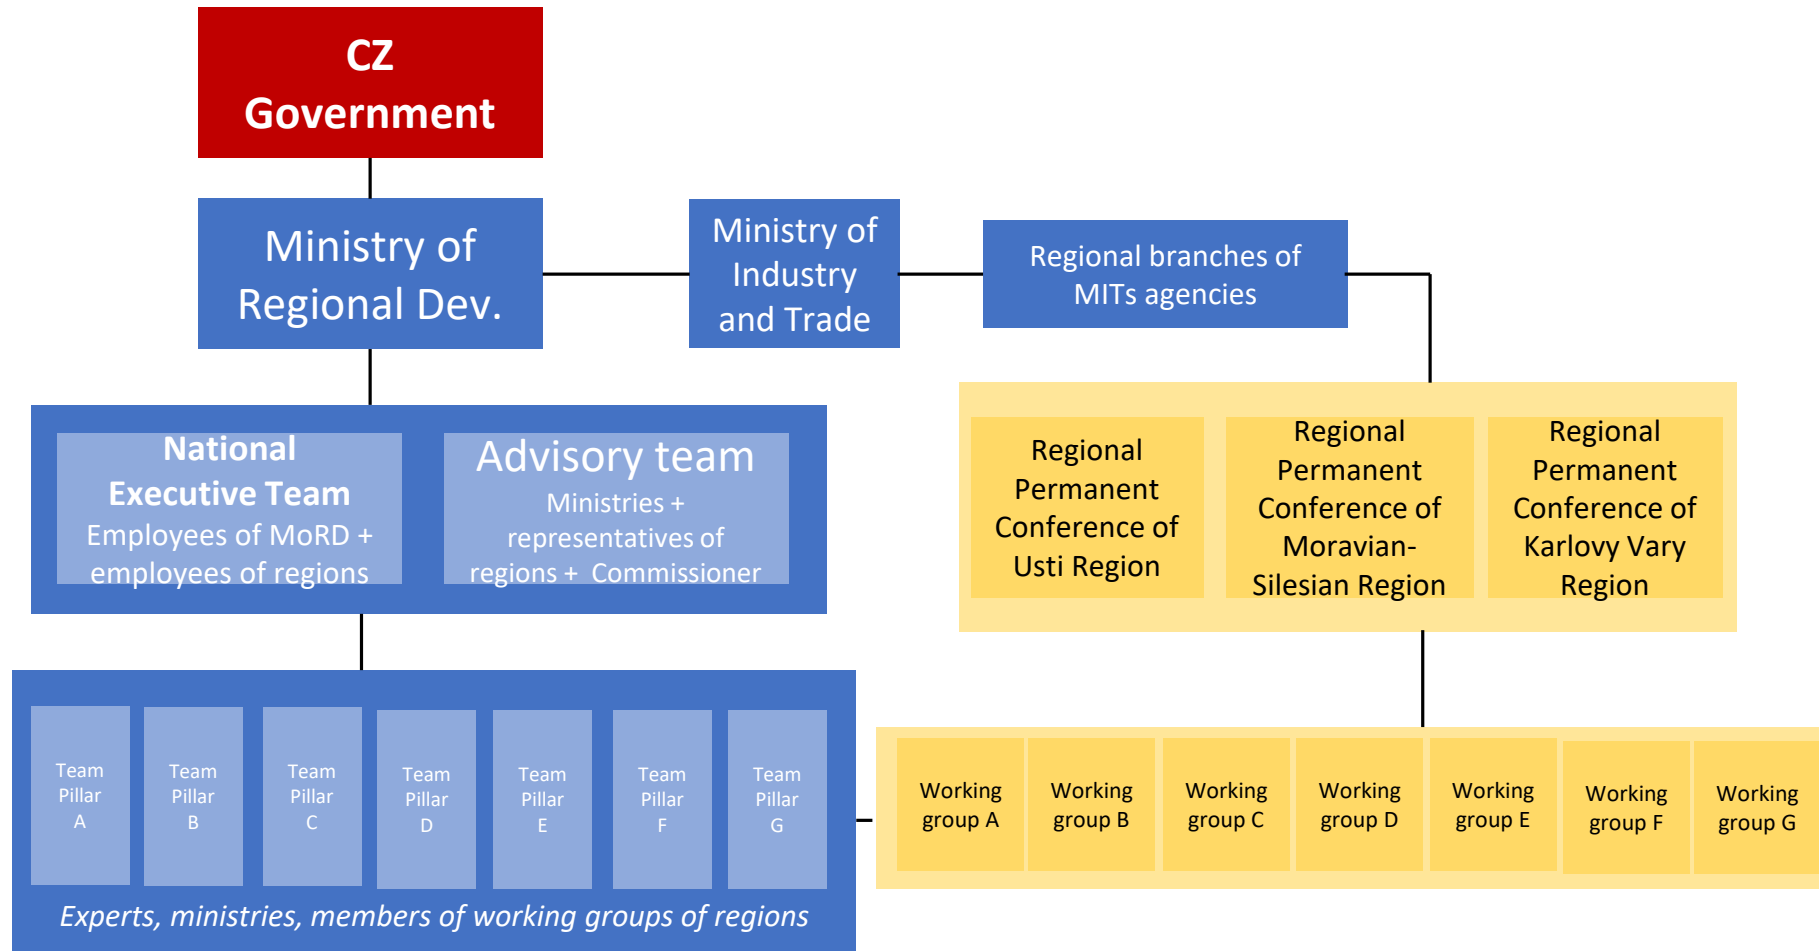 CZ
Government
Ministry of
Regional Dev.
Ministry of
Industry
and Trade
Regional branches of
MITs agencies
National
Executive Team
Employees of MoRD +
employees of regions
Advisory team
Ministries +
representatives of
regions + Commissioner
Regional
Permanent
Conference of
Usti Region
Regional
Permanent
Conference of
Moravian-
Silesian Region
Regional
Permanent
Conference of
Karlovy Vary
Region
Team
Pillar
A
Team
Pillar
B
Team
Pillar
C
Team
Pillar
D
Team
Pillar
E
Team
Pillar
F
Team
Pillar
G
Experts, ministries, members of working groups of regions
Working
group A
Working
group B
Working
group C
Working
group D
Working
group E
Working
group F
Working
group G